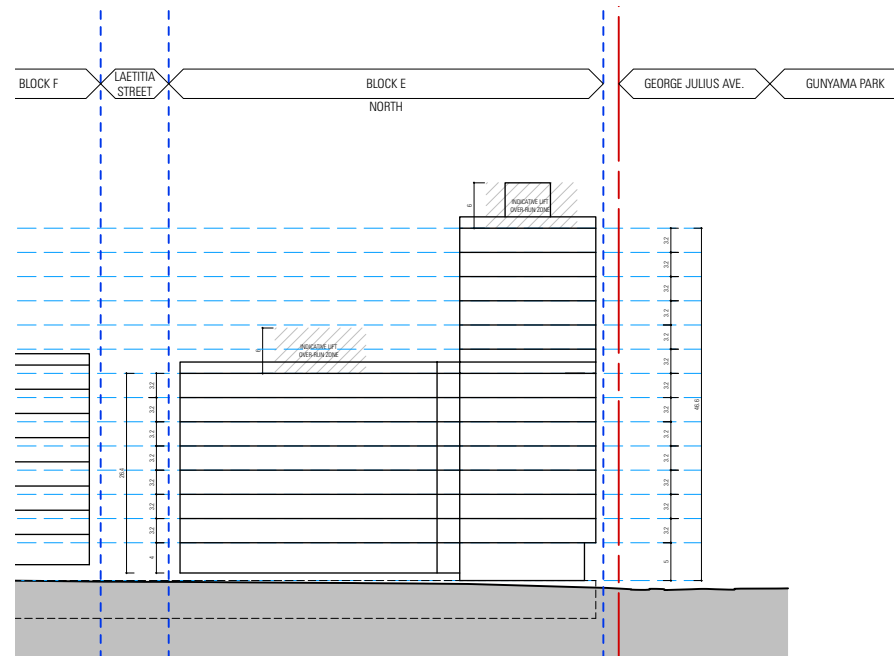 BLOCK F
LAETITIA
STREET
BLOCK E
GEORGE JULIUS AVE.
GUNYAMA PARK
NORTH
6
INDICATIVE LIFT
OVER-RUN ZONE
3.2
3.2
3.2
3.2
3.2
3.2
3.2
3.2
3.2
3.2
3.2
3.2
3.2
5
46.6
6
INDICATIVE LIFT
OVER-RUN ZONE
3.2
3.2
3.2
3.2
3.2
3.2
3.2
4
26.4